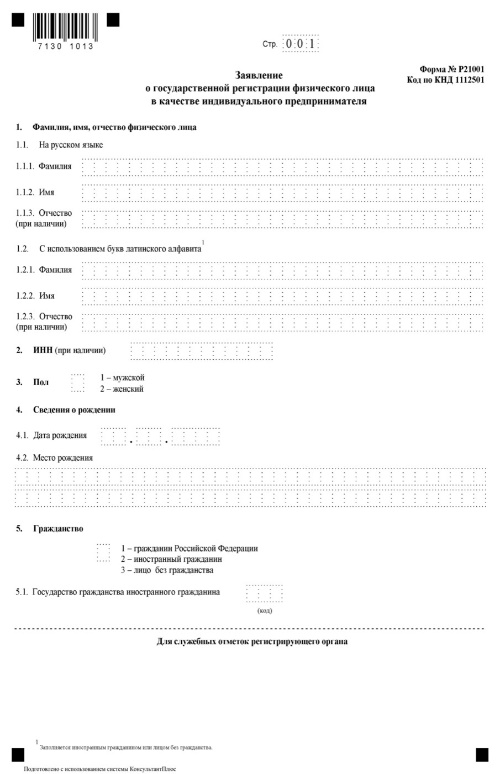 7130 1013
Стр. 0 0 1
Форма № Р21001
Код по КНД 1112501
Заявление
о государственной регистрации физического лица
в качестве индивидуального предпринимателя
1. Фамилия, имя, отчество физического лица
1.1. На русском языке
1.1.1. Фамилия
1.1.2. Имя
1.1.3. Отчество
(при наличии)
1.2. С использованием букв латинского алфавита1
1.2.1. Фамилия
1.2.2. Имя
1.2.3. Отчество
(при наличии)
2. ИНН (при наличии)
3. Пол
1 – мужской
2 – женский
4. Сведения о рождении
4.1. Дата рождения . .
4.2. Место рождения
5. Гражданство
1 – гражданин Российской Федерации
2 – иностранный гражданин
3 – лицо без гражданства
5.1. Государство гражданства иностранного гражданина
(код)
Для служебных отметок регистрирующего органа
1 Заполняется иностранным гражданином или лицом без гражданства.
Подготовлено с использованием системы КонсультантПлюс